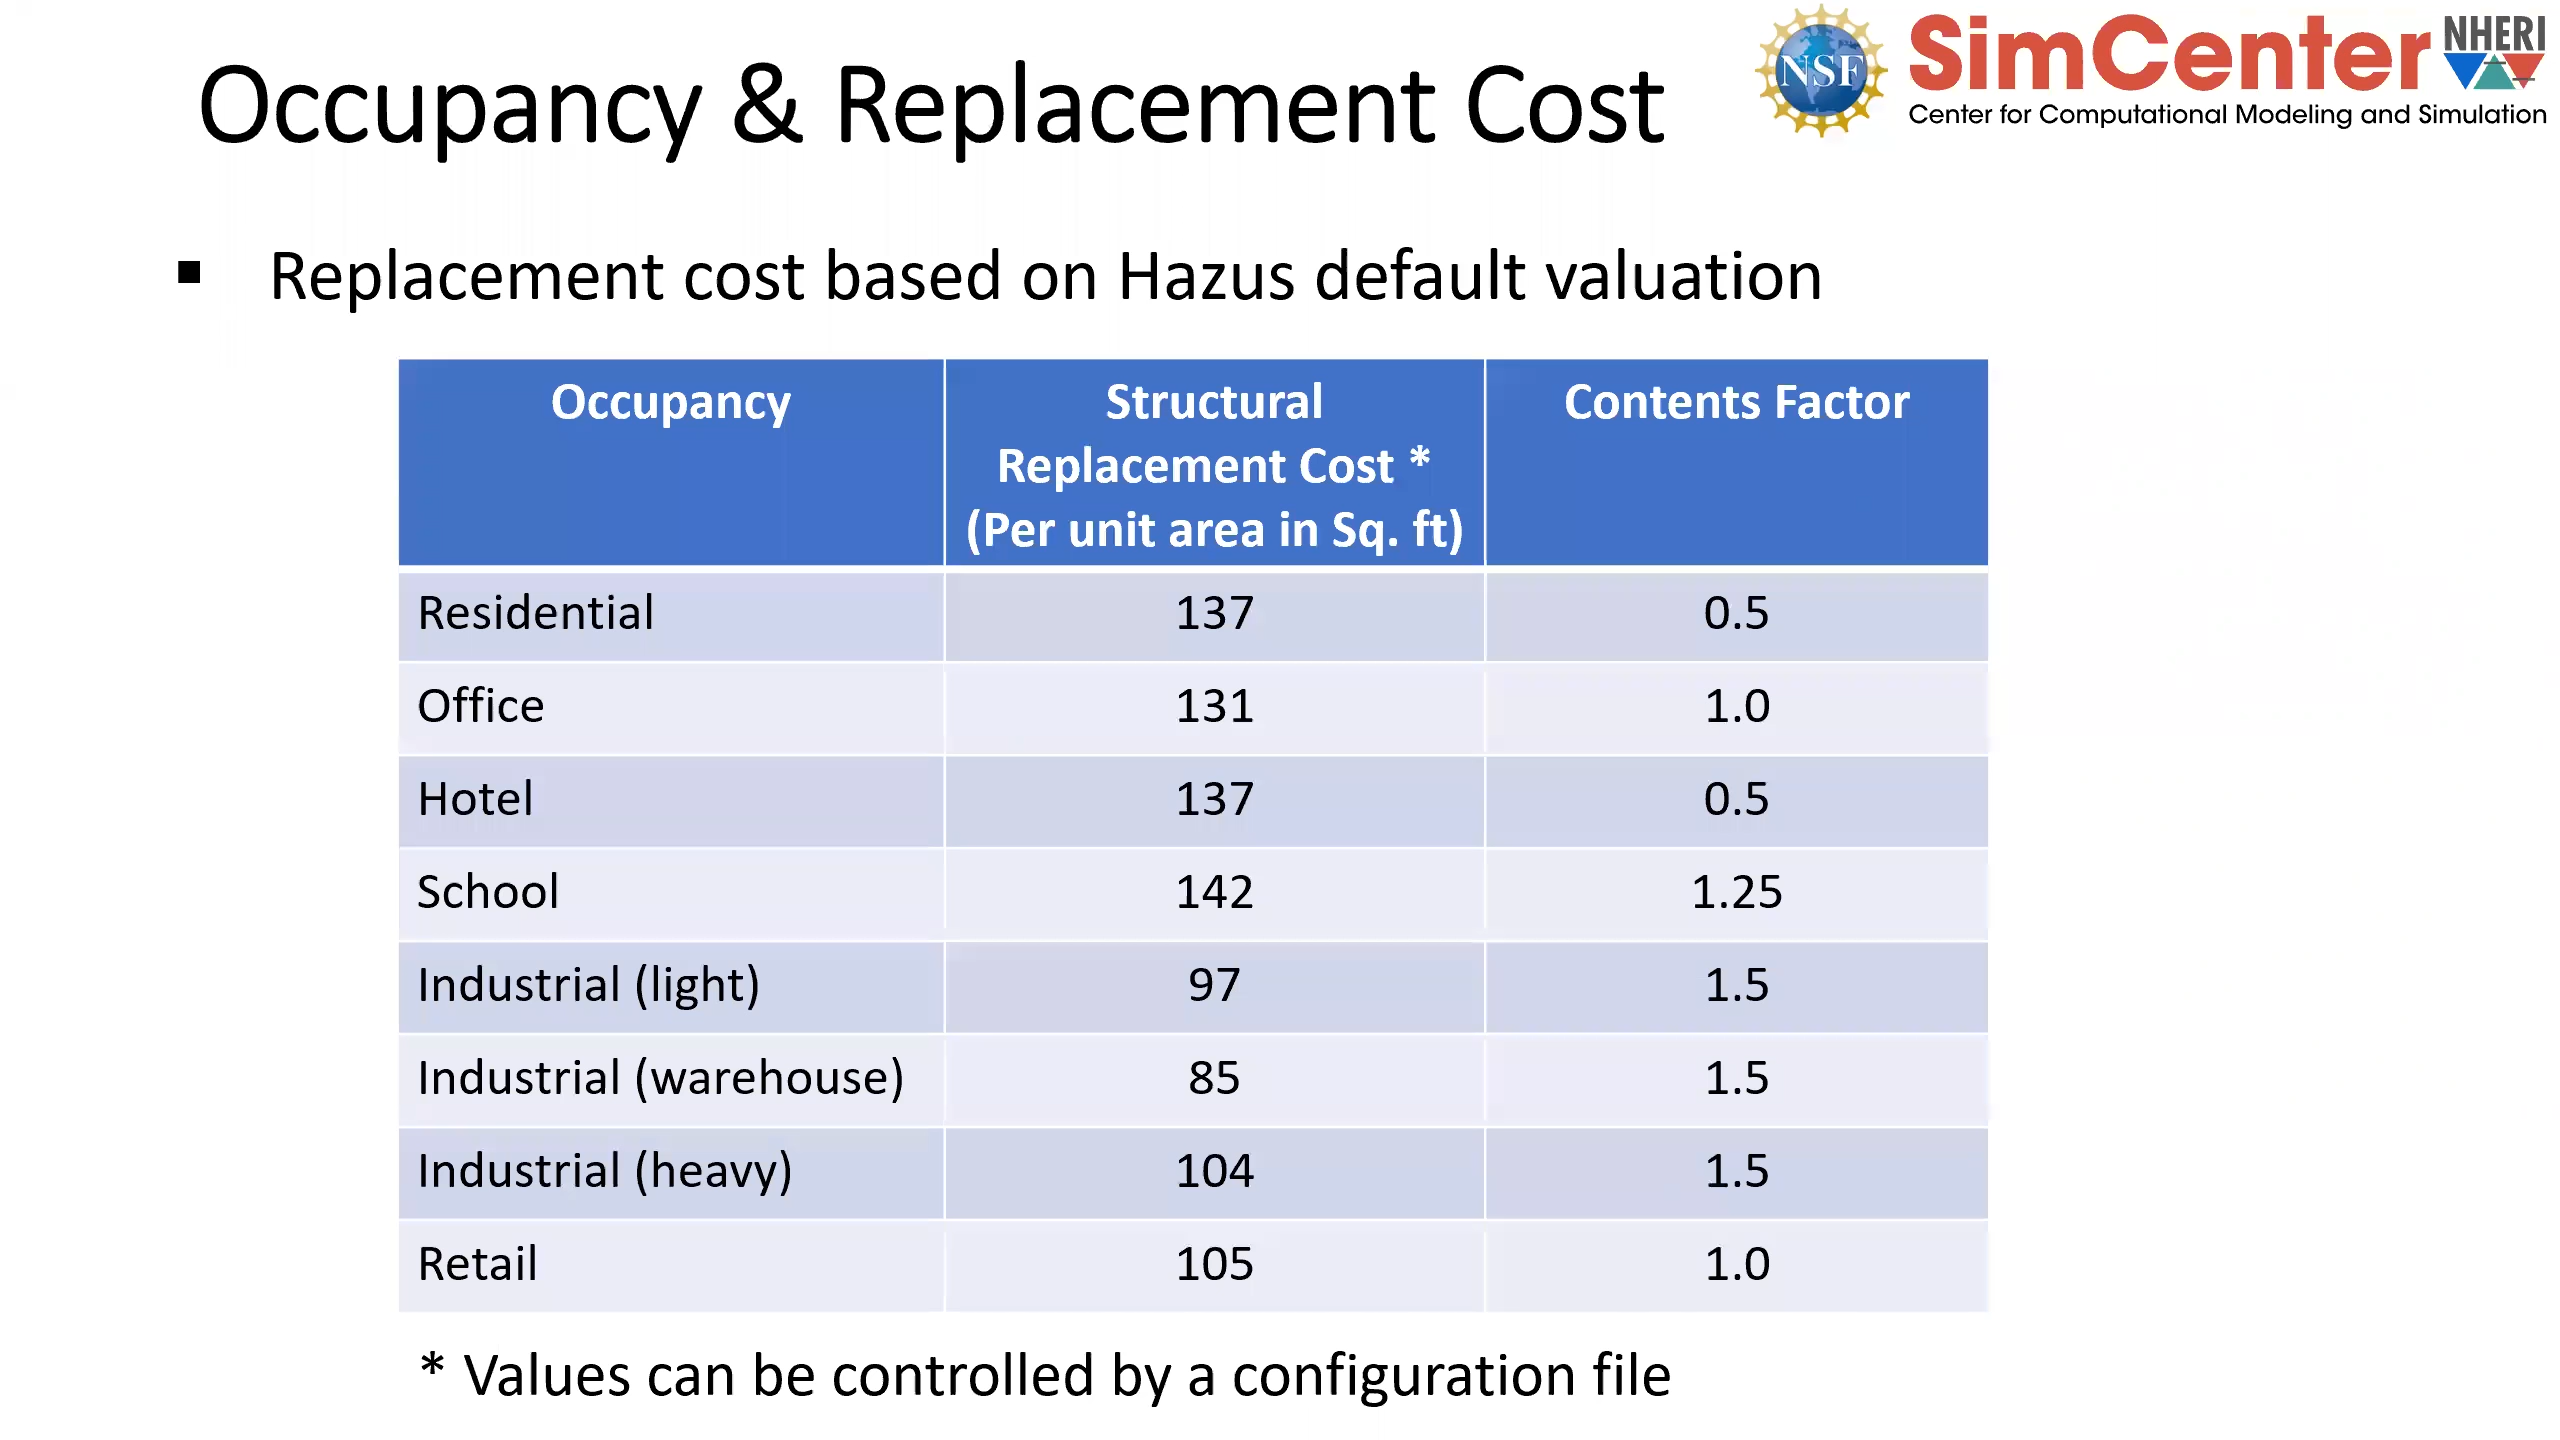 Occupancy & Replacement Cost
NSF
SimCenter
NHERI
Center for Computational Modeling and Simulation
▪ Replacement cost based on Hazus default valuation
Occupancy Structural Replacement Cost * (Per unit area in Sq. ft) Contents Factor
Residential 137 0.5
Office 131 1.0
Hotel 137 0.5
School 142 1.25
Industrial (light) 97 1.5
Industrial (warehouse) 85 1.5
Industrial (heavy) 104 1.5
Retail 105 1.0
* Values can be controlled by a configuration file